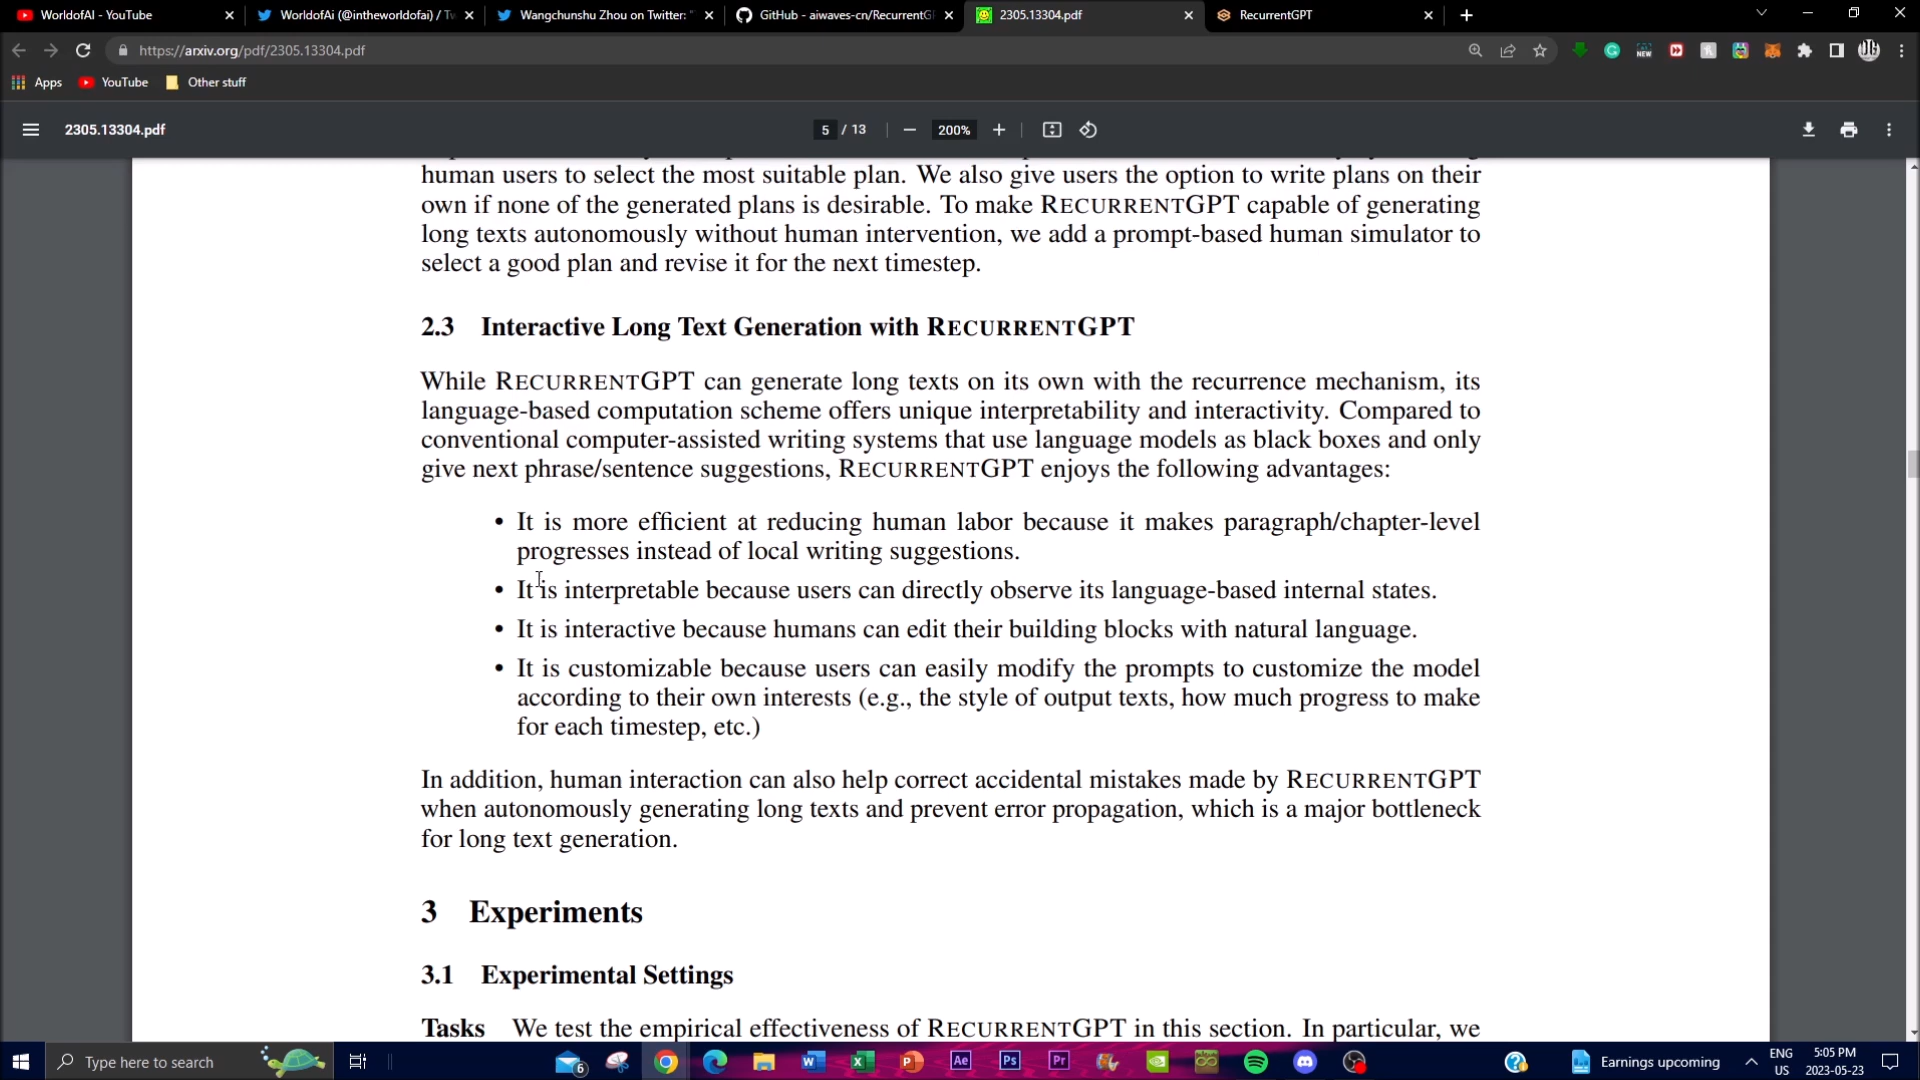 WorldofAI - YouTube
WorldofAi (@intheworldofai) / Tw
Wangchunshu Zhou on Twitter: "
GitHub - aiwaves-cn/RecurrentG
2305.13304.pdf
RecurrentGPT
https://arxiv.org/pdf/2305.13304.pdf
NEW
Apps
YouTube
Other stuff
2305.13304.pdf
5 / 13
200%
human users to select the most suitable plan. We also give users the option to write plans on their
own if none of the generated plans is desirable. To make RECURRENTGPT capable of generating
long texts autonomously without human intervention, we add a prompt-based human simulator to
select a good plan and revise it for the next timestep.
2.3 Interactive Long Text Generation with RECURRENTGPT
While RECURRENTGPT can generate long texts on its own with the recurrence mechanism, its
language-based computation scheme offers unique interpretability and interactivity. Compared to
conventional computer-assisted writing systems that use language models as black boxes and only
give next phrase/sentence suggestions, RECURRENTGPT enjoys the following advantages:
• It is more efficient at reducing human labor because it makes paragraph/chapter-level
progresses instead of local writing suggestions.
• It is interpretable because users can directly observe its language-based internal states.
• It is interactive because humans can edit their building blocks with natural language.
• It is customizable because users can easily modify the prompts to customize the model
according to their own interests (e.g., the style of output texts, how much progress to make
for each timestep, etc.)
In addition, human interaction can also help correct accidental mistakes made by RECURRENTGPT
when autonomously generating long texts and prevent error propagation, which is a major bottleneck
for long text generation.
3 Experiments
3.1 Experimental Settings
Tasks We test the empirical effectiveness of RECURRENTGPT in this section. In particular, we
Type here to search
6
Ae
Ps
Pr
Earnings upcoming
ENG
US
5:05 PM
2023-05-23